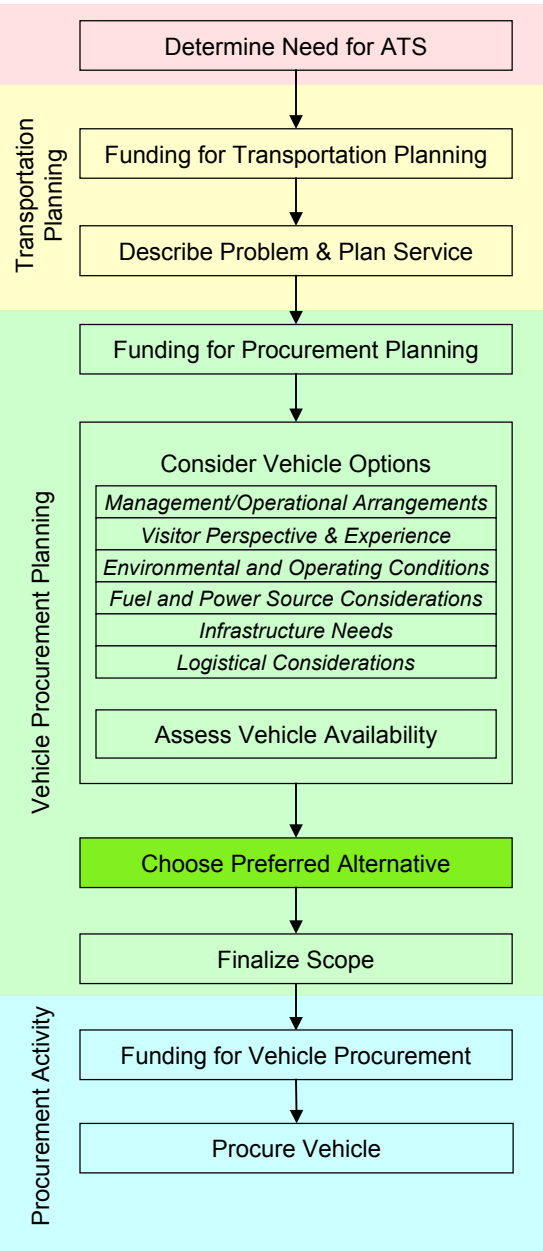 Determine Need for ATS
Transportation
Planning
Funding for Transportation Planning
Describe Problem & Plan Service
Vehicle Procurement Planning
Funding for Procurement Planning
Consider Vehicle Options
Management/Operational Arrangements
Visitor Perspective & Experience
Environmental and Operating Conditions
Fuel and Power Source Considerations
Infrastructure Needs
Logistical Considerations
Assess Vehicle Availability
Choose Preferred Alternative
Finalize Scope
Procurement Activity
Funding for Vehicle Procurement
Procure Vehicle